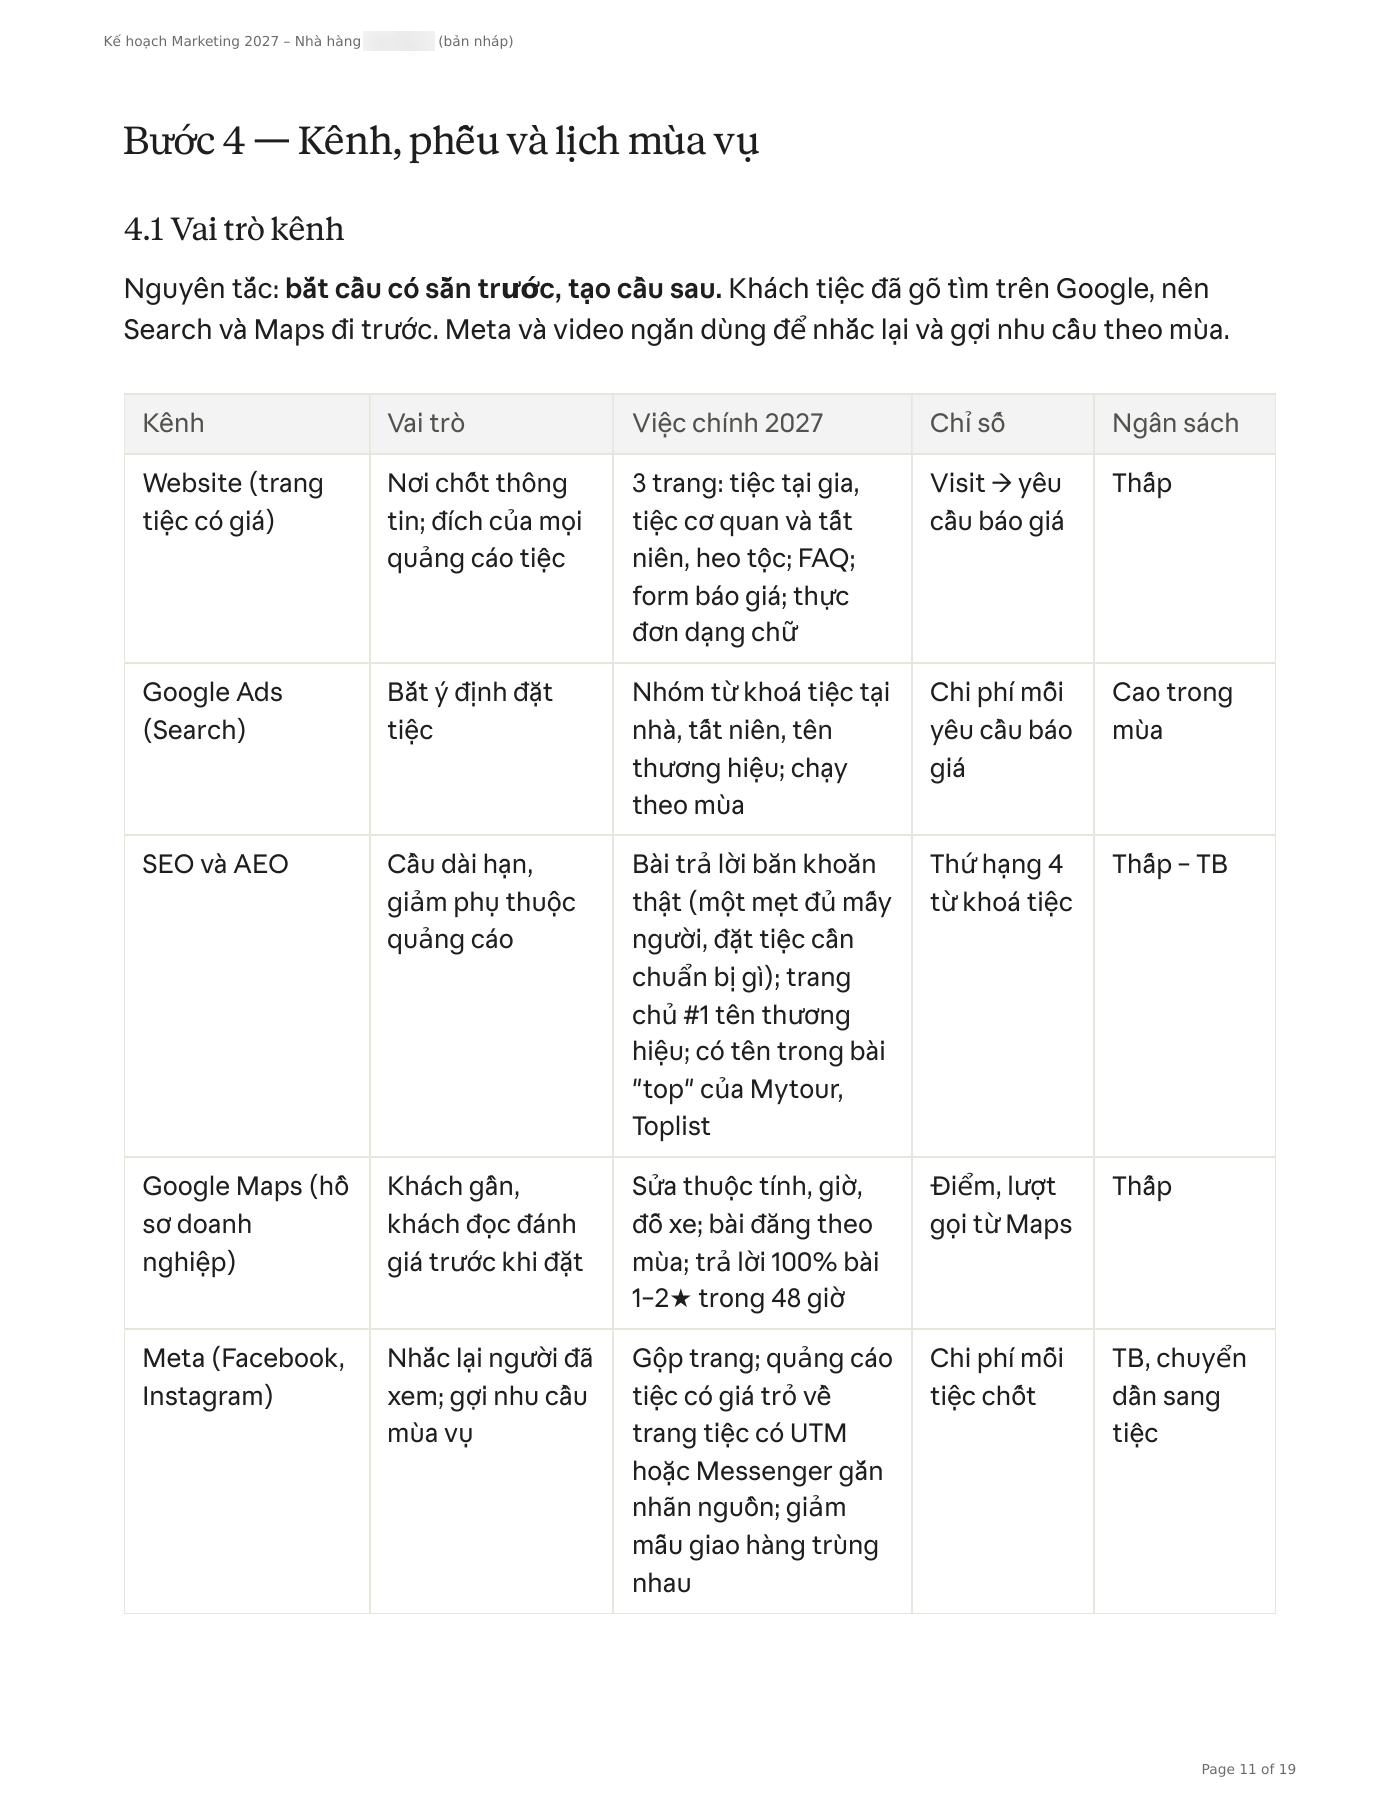 Kế hoạch Marketing 2027 – Nhà hàng (bản nháp)
Bước 4 — Kênh, phễu và lịch mùa vụ
4.1 Vai trò kênh
Nguyên tắc: bắt cầu có sẵn trước, tạo cầu sau. Khách tiệc đã gõ tìm trên Google, nên
Search và Maps đi trước. Meta và video ngắn dùng để nhắc lại và gợi nhu cầu theo mùa.
Kênh
Vai trò
Việc chính 2027
Chỉ số
Ngân sách
Website (trang
tiệc có giá)
Nơi chốt thông
tin; đích của mọi
quảng cáo tiệc
3 trang: tiệc tại gia,
tiệc cơ quan và tất
niên, heo tộc; FAQ;
form báo giá; thực
đơn dạng chữ
Visit → yêu
cầu báo giá
Thấp
Google Ads
(Search)
Bắt ý định đặt
tiệc
Nhóm từ khoá tiệc tại
nhà, tất niên, tên
thương hiệu; chạy
theo mùa
Chi phí mỗi
yêu cầu báo
giá
Cao trong
mùa
SEO và AEO
Cầu dài hạn,
giảm phụ thuộc
quảng cáo
Bài trả lời băn khoăn
thật (một mẹt đủ mấy
người, đặt tiệc cần
chuẩn bị gì); trang
chủ #1 tên thương
hiệu; có tên trong bài
"top" của Mytour,
Toplist
Thứ hạng 4
từ khoá tiệc
Thấp – TB
Google Maps (hồ
sơ doanh
nghiệp)
Khách gần,
khách đọc đánh
giá trước khi đặt
Sửa thuộc tính, giờ,
đỗ xe; bài đăng theo
mùa; trả lời 100% bài
1–2★ trong 48 giờ
Điểm, lượt
gọi từ Maps
Thấp
Meta (Facebook,
Instagram)
Nhắc lại người đã
xem; gợi nhu cầu
mùa vụ
Gộp trang; quảng cáo
tiệc có giá trỏ về
trang tiệc có UTM
hoặc Messenger gắn
nhãn nguồn; giảm
mẫu giao hàng trùng
nhau
Chi phí mỗi
tiệc chốt
TB, chuyển
dần sang
tiệc
Page 11 of 19